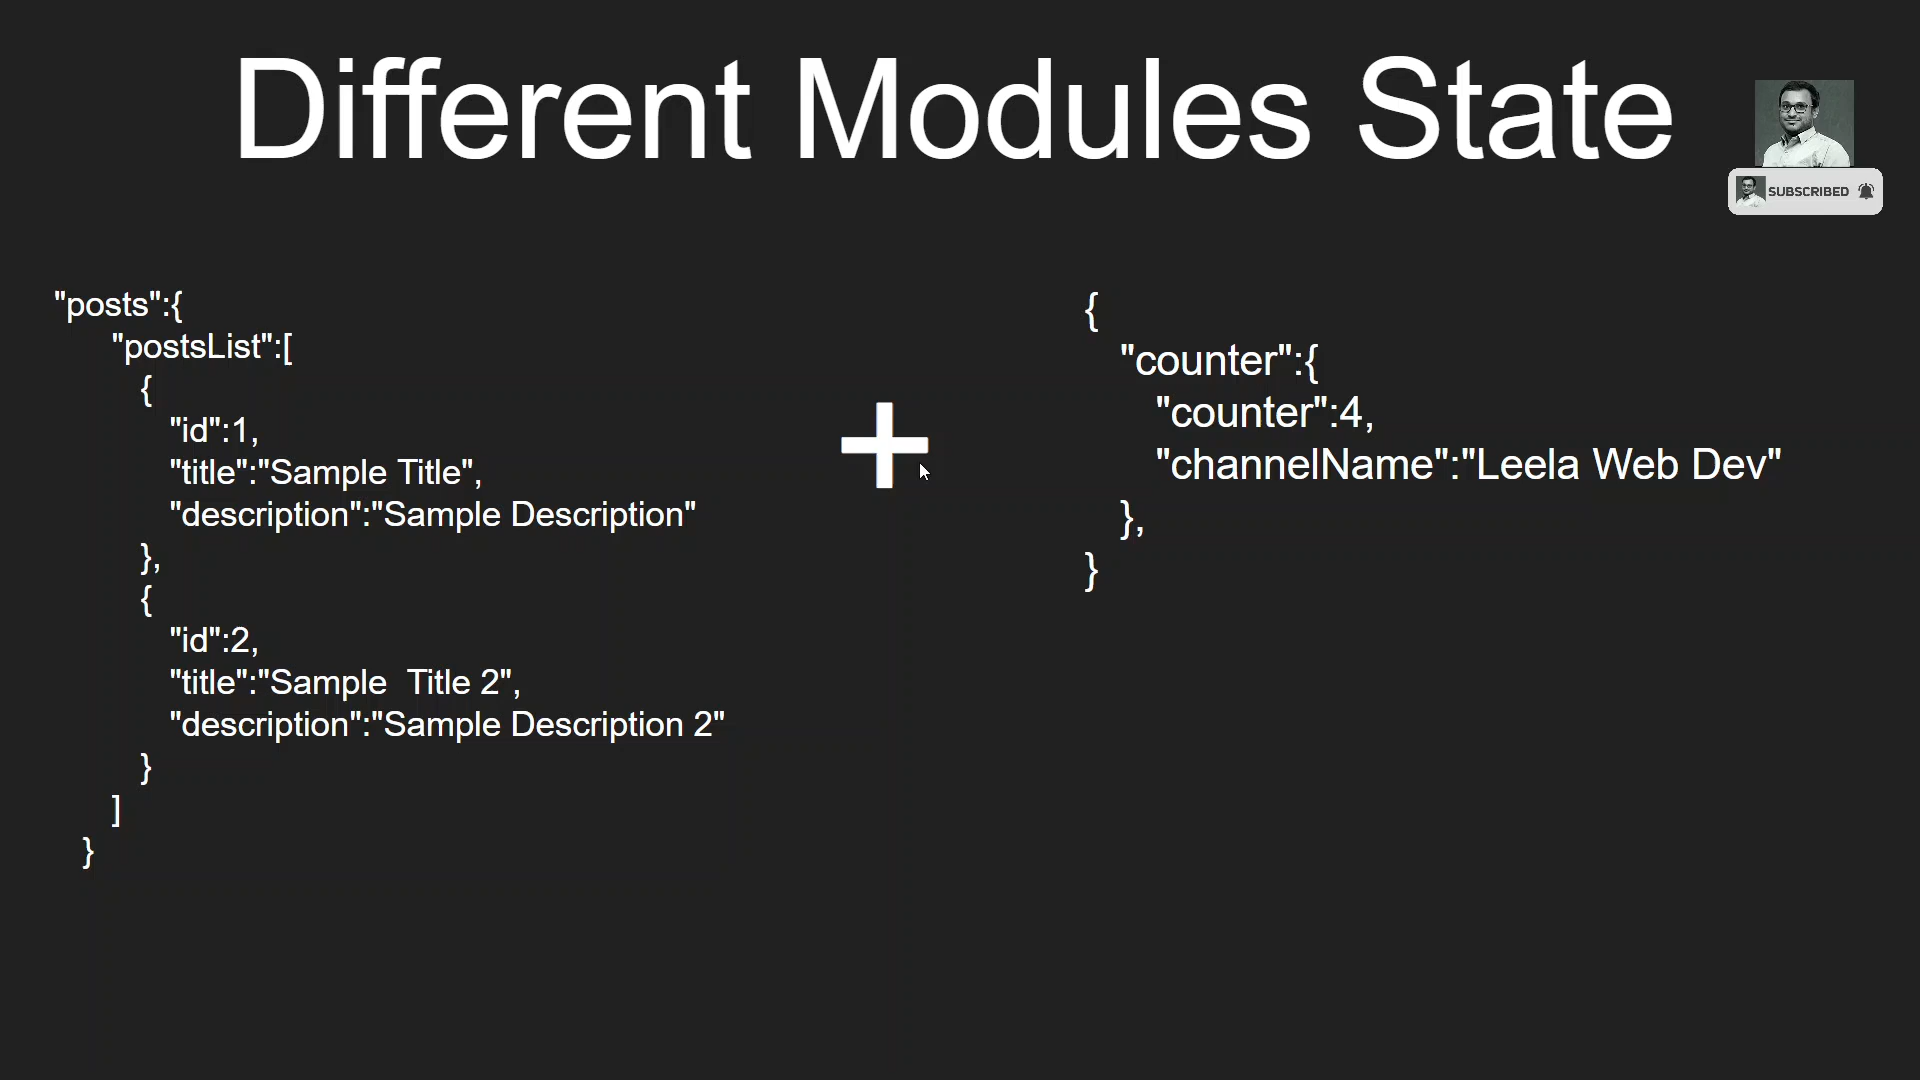 Different Modules State
SUBSCRIBED
"posts":{
"postsList":[
{
"id":1,
"title":"Sample Title",
"description":"Sample Description"
},
{
"id":2,
"title":"Sample  Title 2",
"description":"Sample Description 2"
}
]
}
+
{
"counter":{
"counter":4,
"channelName":"Leela Web Dev"
},
}